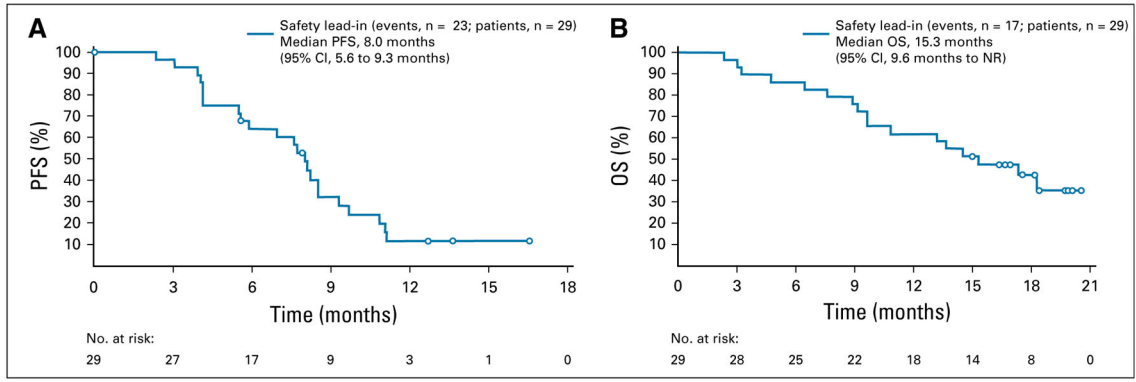 A
Safety lead-in (events, n = 23; patients, n = 29)
Median PFS, 8.0 months
(95% CI, 5.6 to 9.3 months)
PFS (%)
100
90
80
70
60
50
40
30
20
10
0 3 6 9 12 15 18
Time (months)
No. at risk:
29 27 17 9 3 1 0
B
Safety lead-in (events, n = 17; patients, n = 29)
Median OS, 15.3 months
(95% CI, 9.6 months to NR)
OS (%)
100
90
80
70
60
50
40
30
20
10
0 3 6 9 12 15 18 21
Time (months)
No. at risk:
29 28 25 22 18 14 8 0